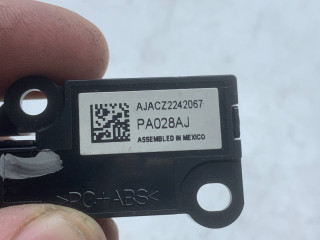 AJACZ2242067
PA028AJ
ASSEMBLED IN MEXICO
>PC+ABS<